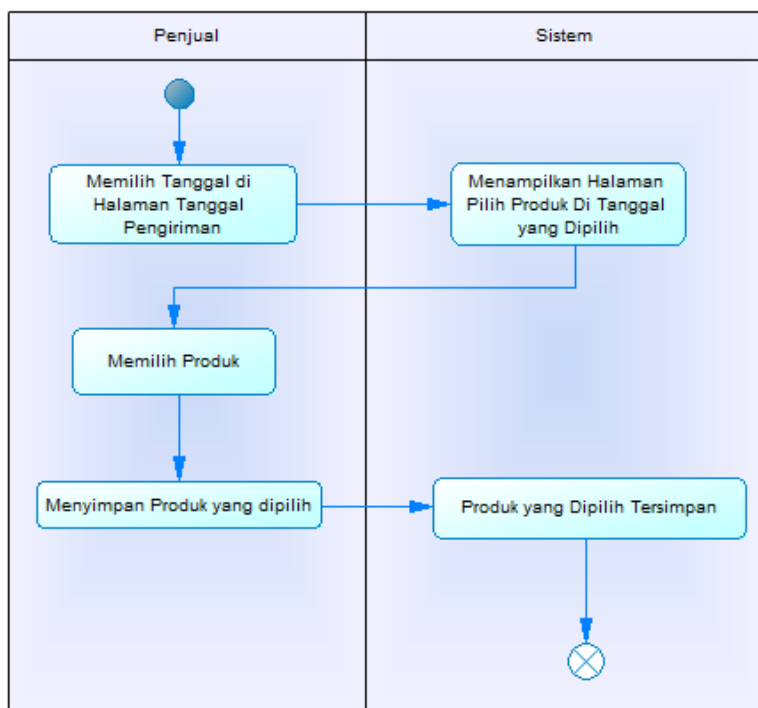 Penjual
Sistem
Memilih Tanggal di
Halaman Tanggal
Pengiriman
Menampilkan Halaman
Pilih Produk Di Tanggal
yang Dipilih
Memilih Produk
Menyimpan Produk yang dipilih
Produk yang Dipilih Tersimpan